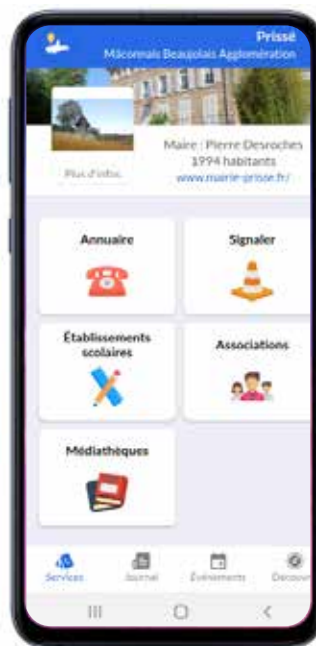 Prissé
Mâconnais Beaujolais Agglomération
Maire : Pierre Desroches
1994 habitants
www.mairie-prisse.fr/
Plus d'infos
Annuaire
Signaler
Établissements
scolaires
Associations
Médiathèques
Services
Journal
Événements
Découvrir